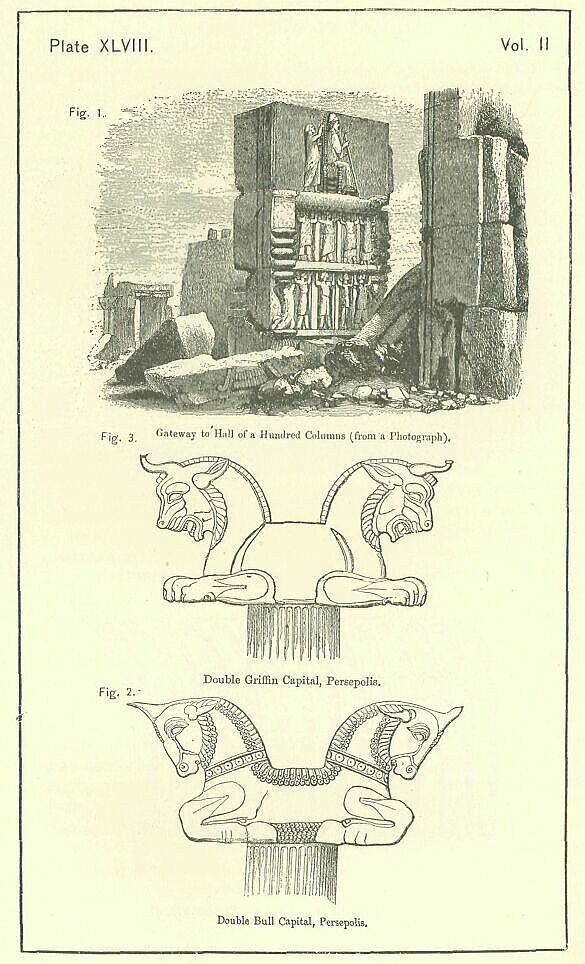 Plate XLVIII.
Vol. II
Fig. 1.
Gateway to Hall of a Hundred Columns (from a Photograph).
Fig. 3.
Double Griffin Capital, Persepolis.
Fig. 2.
Double Bull Capital, Persepolis.